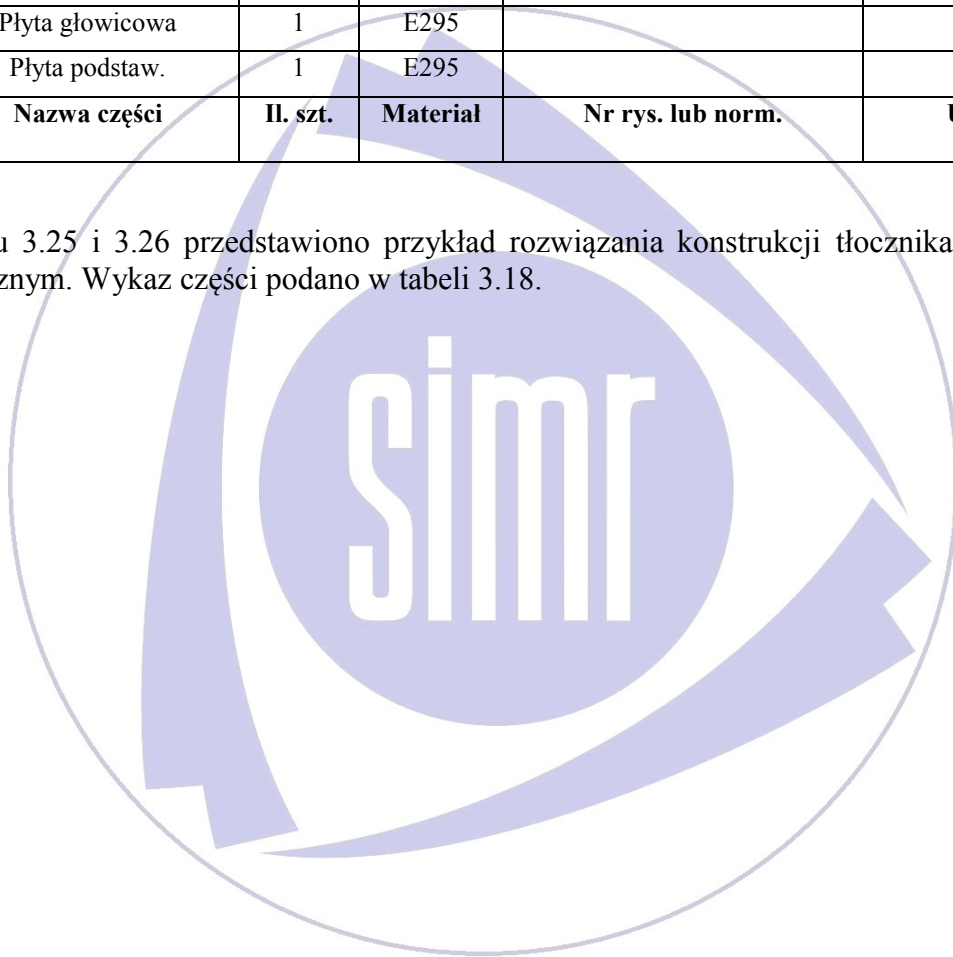 Płyta głowicowa 1 E295
Płyta podstaw. 1 E295
Nazwa części Il. szt. Materiał Nr rys. lub norm.
3.25 i 3.26 przedstawiono przykład rozwiązania konstrukcji tłocznika
Wykaz części podano w tabeli 3.18.
simr